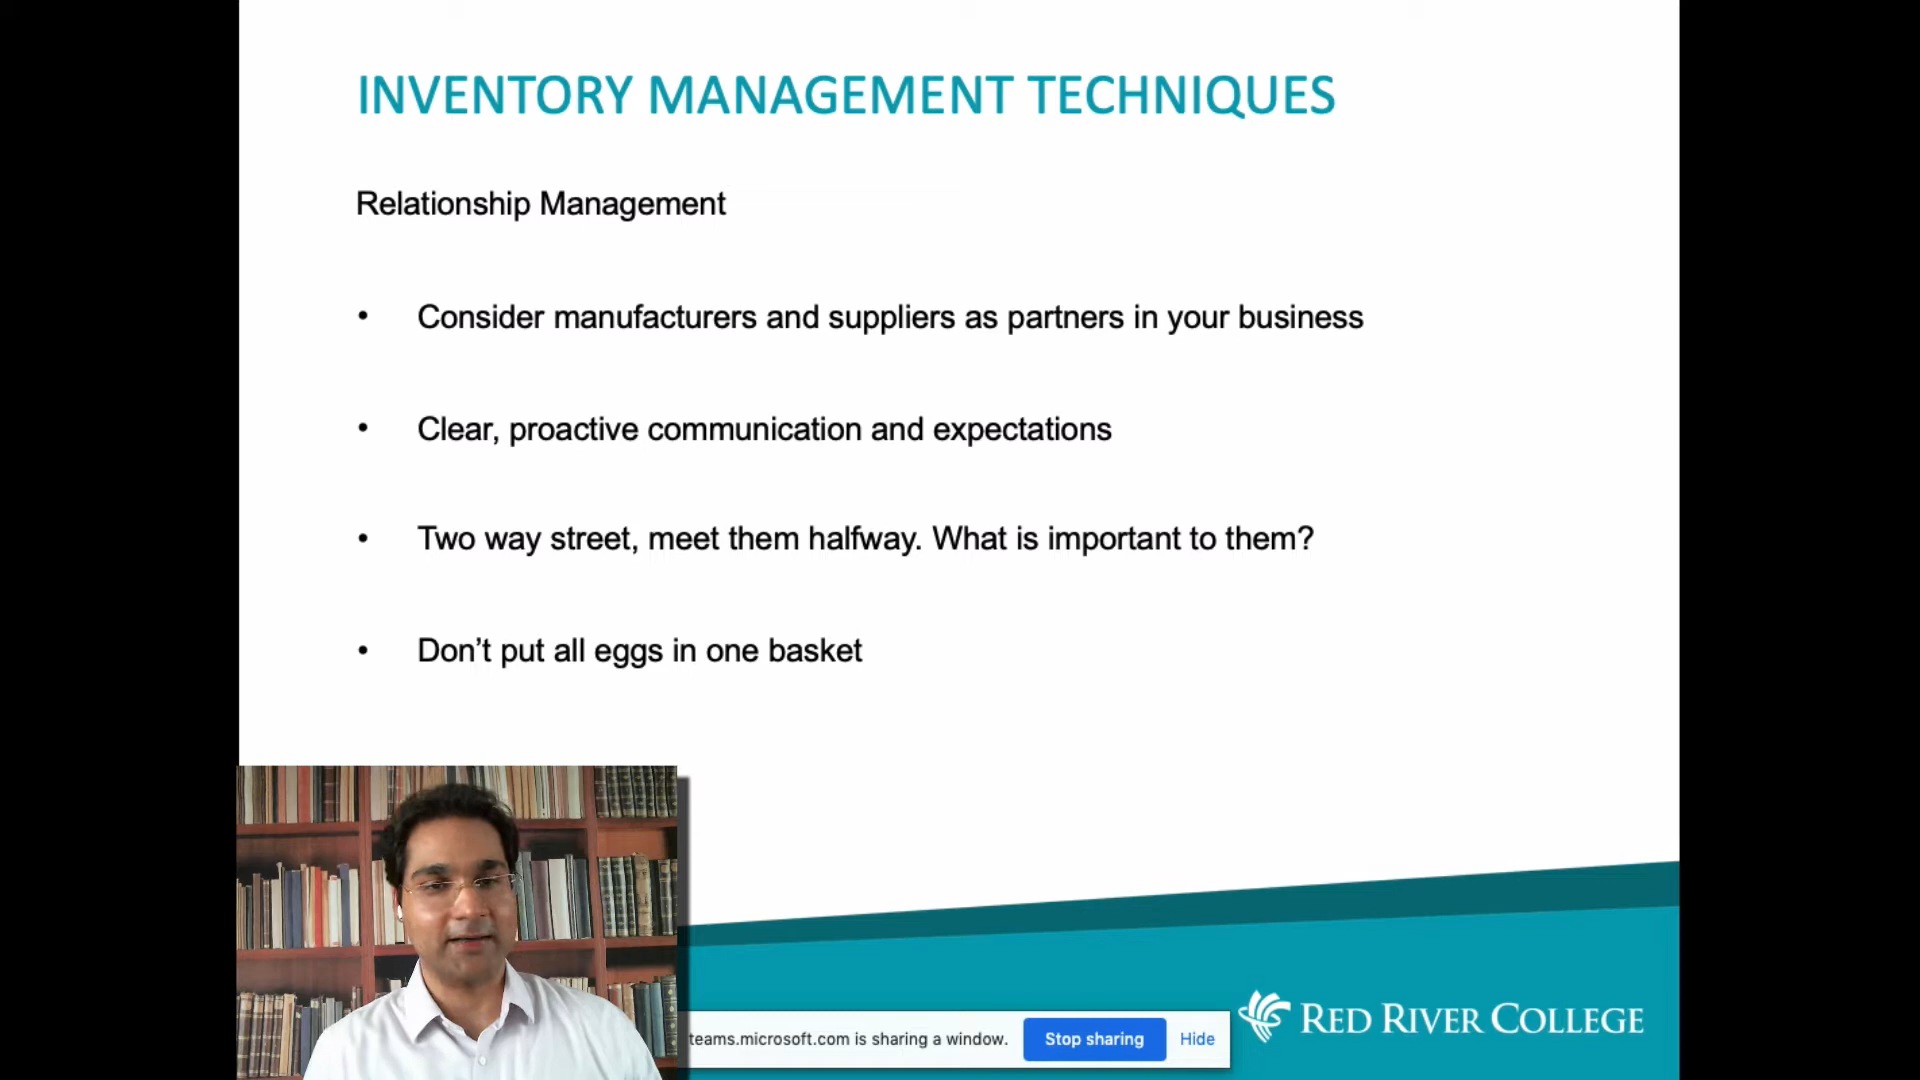 INVENTORY MANAGEMENT TECHNIQUES
Relationship Management
• Consider manufacturers and suppliers as partners in your business
• Clear, proactive communication and expectations
• Two way street, meet them halfway. What is important to them?
• Don’t put all eggs in one basket
teams.microsoft.com is sharing a window. Stop sharing Hide
RED RIVER COLLEGE